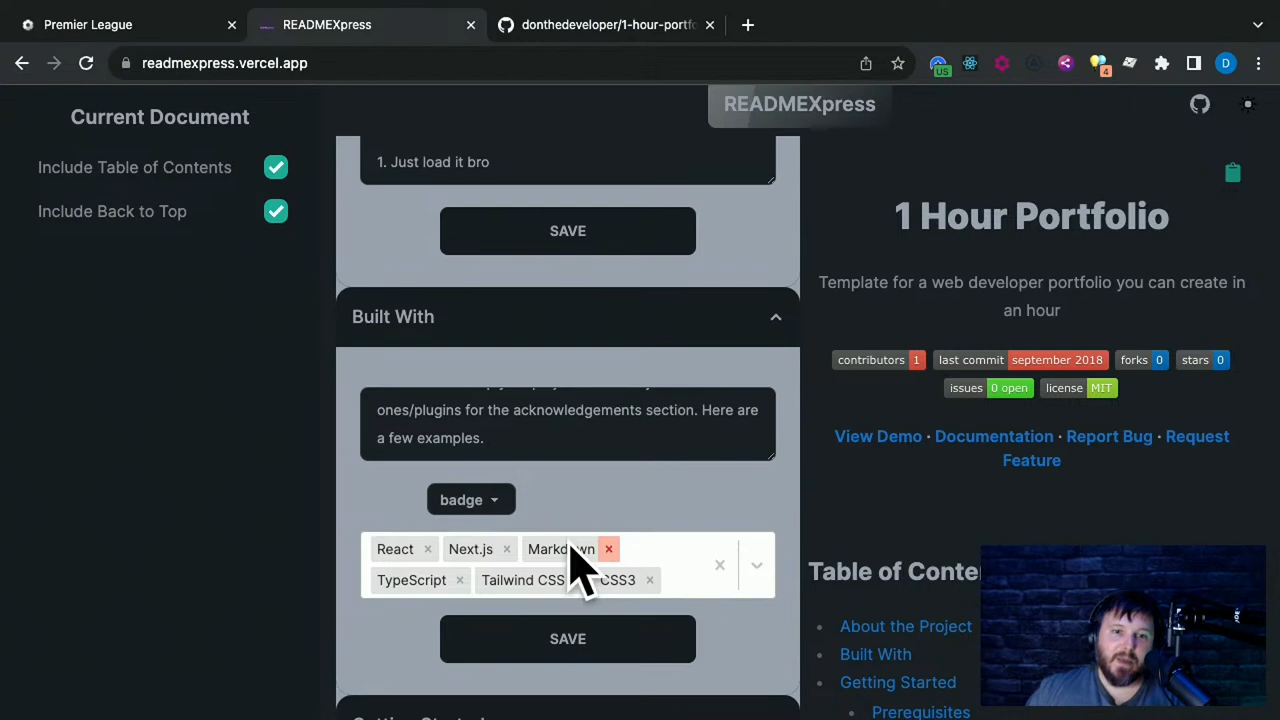 Premier League
READMEXpress
donthedeveloper/1-hour-portfo
readmexpress.vercel.app
US
4
D
Current Document
Include Table of Contents
Include Back to Top
READMEXpress
1. Just load it bro
SAVE
Built With
ones/plugins for the acknowledgements section. Here are
a few examples.
badge
React
Next.js
Markdown
TypeScript
Tailwind CSS
CSS3
SAVE
1 Hour Portfolio
Template for a web developer portfolio you can create in
an hour
contributors 1
last commit september 2018
forks 0
stars 0
issues 0 open
license MIT
View Demo · Documentation · Report Bug · Request
Feature
Table of Conte
About the Project
Built With
Getting Started
Prerequisites